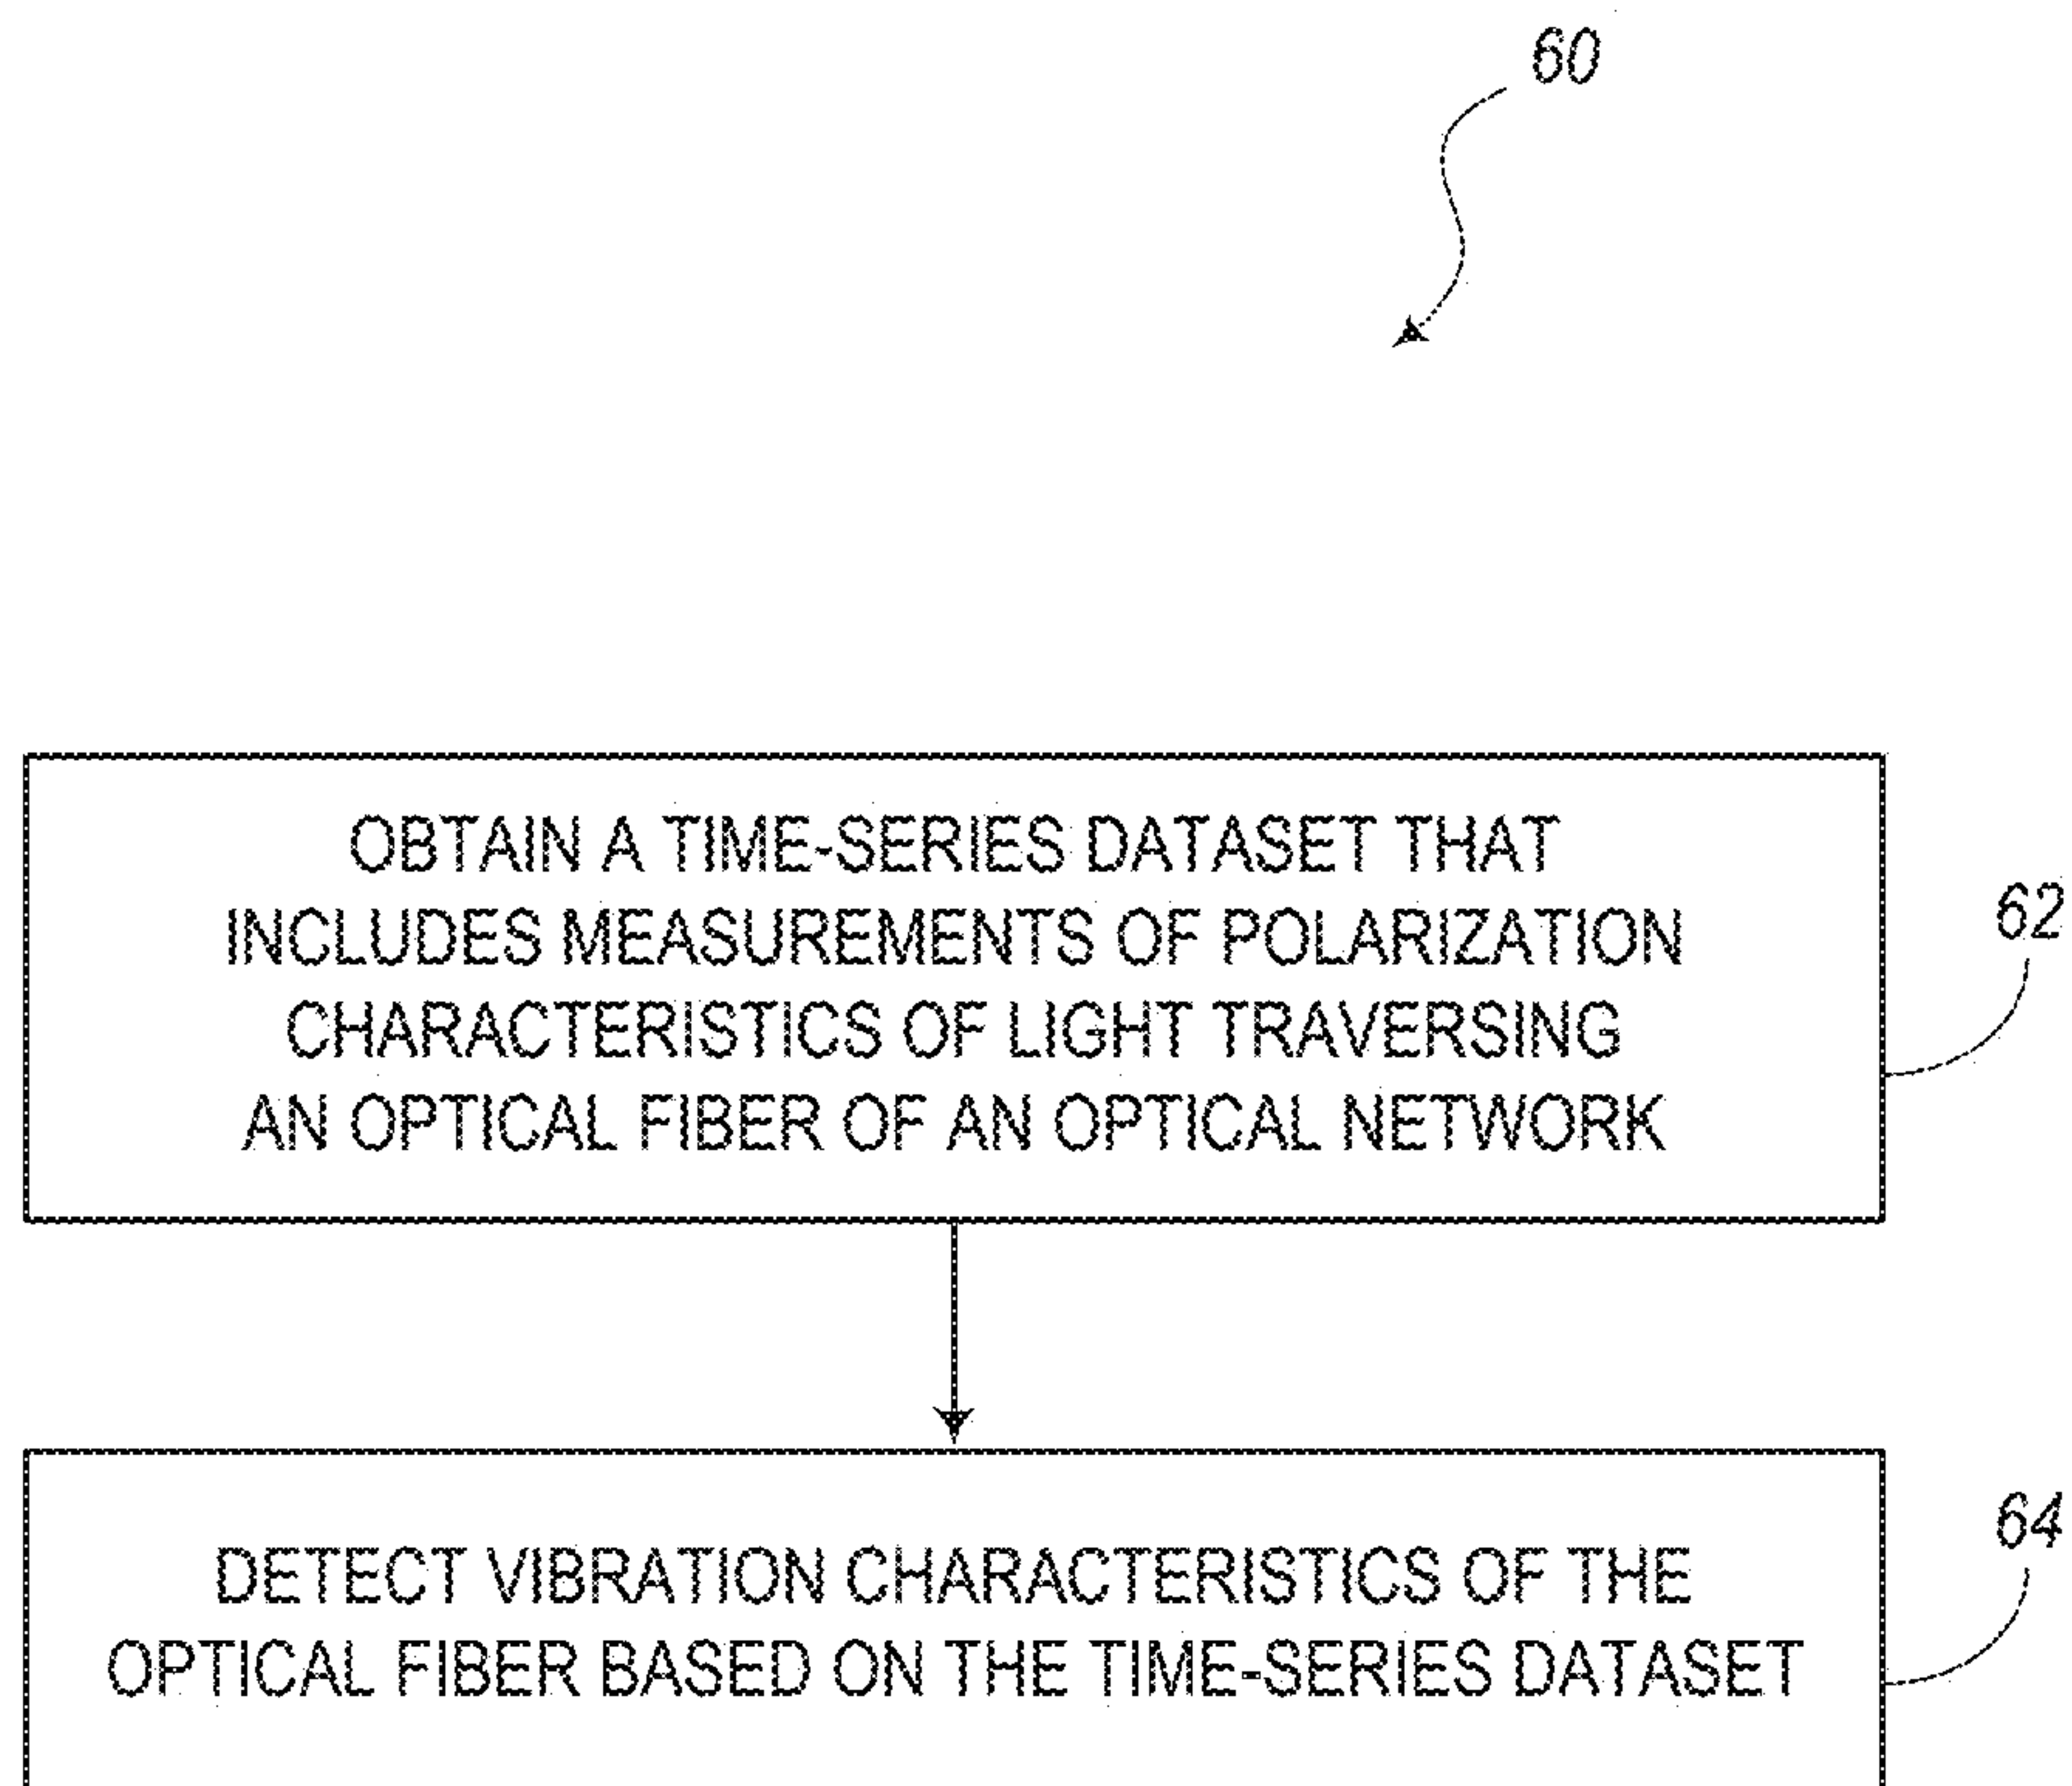 60
OBTAIN A TIME-SERIES DATASET THAT
INCLUDES MEASUREMENTS OF POLARIZATION
CHARACTERISTICS OF LIGHT TRAVERSING
AN OPTICAL FIBER OF AN OPTICAL NETWORK
62
DETECT VIBRATION CHARACTERISTICS OF THE
OPTICAL FIBER BASED ON THE TIME-SERIES DATASET
64